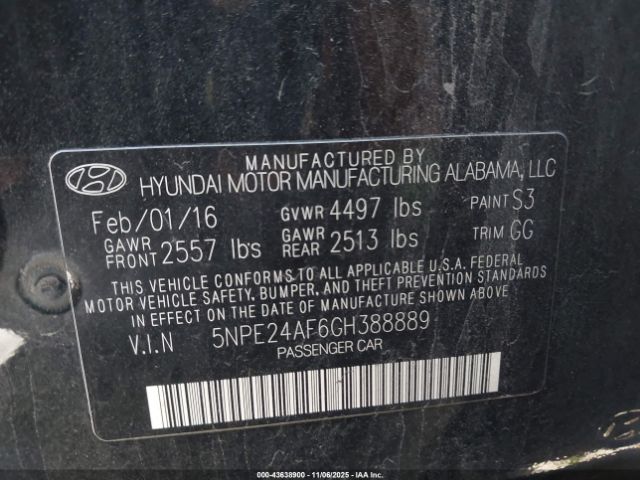 MANUFACTURED BY
HYUNDAI MOTOR MANUFACTURING ALABAMA, LLC
Feb/01/16 GVWR 4497 lbs PAINT S3
GAWR FRONT 2557 lbs GAWR REAR 2513 lbs TRIM GG
THIS VEHICLE CONFORMS TO ALL APPLICABLE U.S.A. FEDERAL
MOTOR VEHICLE SAFETY, BUMPER, AND THEFT PREVENTION STANDARDS
IN EFFECT ON THE DATE OF MANUFACTURE SHOWN ABOVE
V.I.N 5NPE24AF6GH388889
PASSENGER CAR
000-43638900 - 11/06/2025 - IAA Inc.